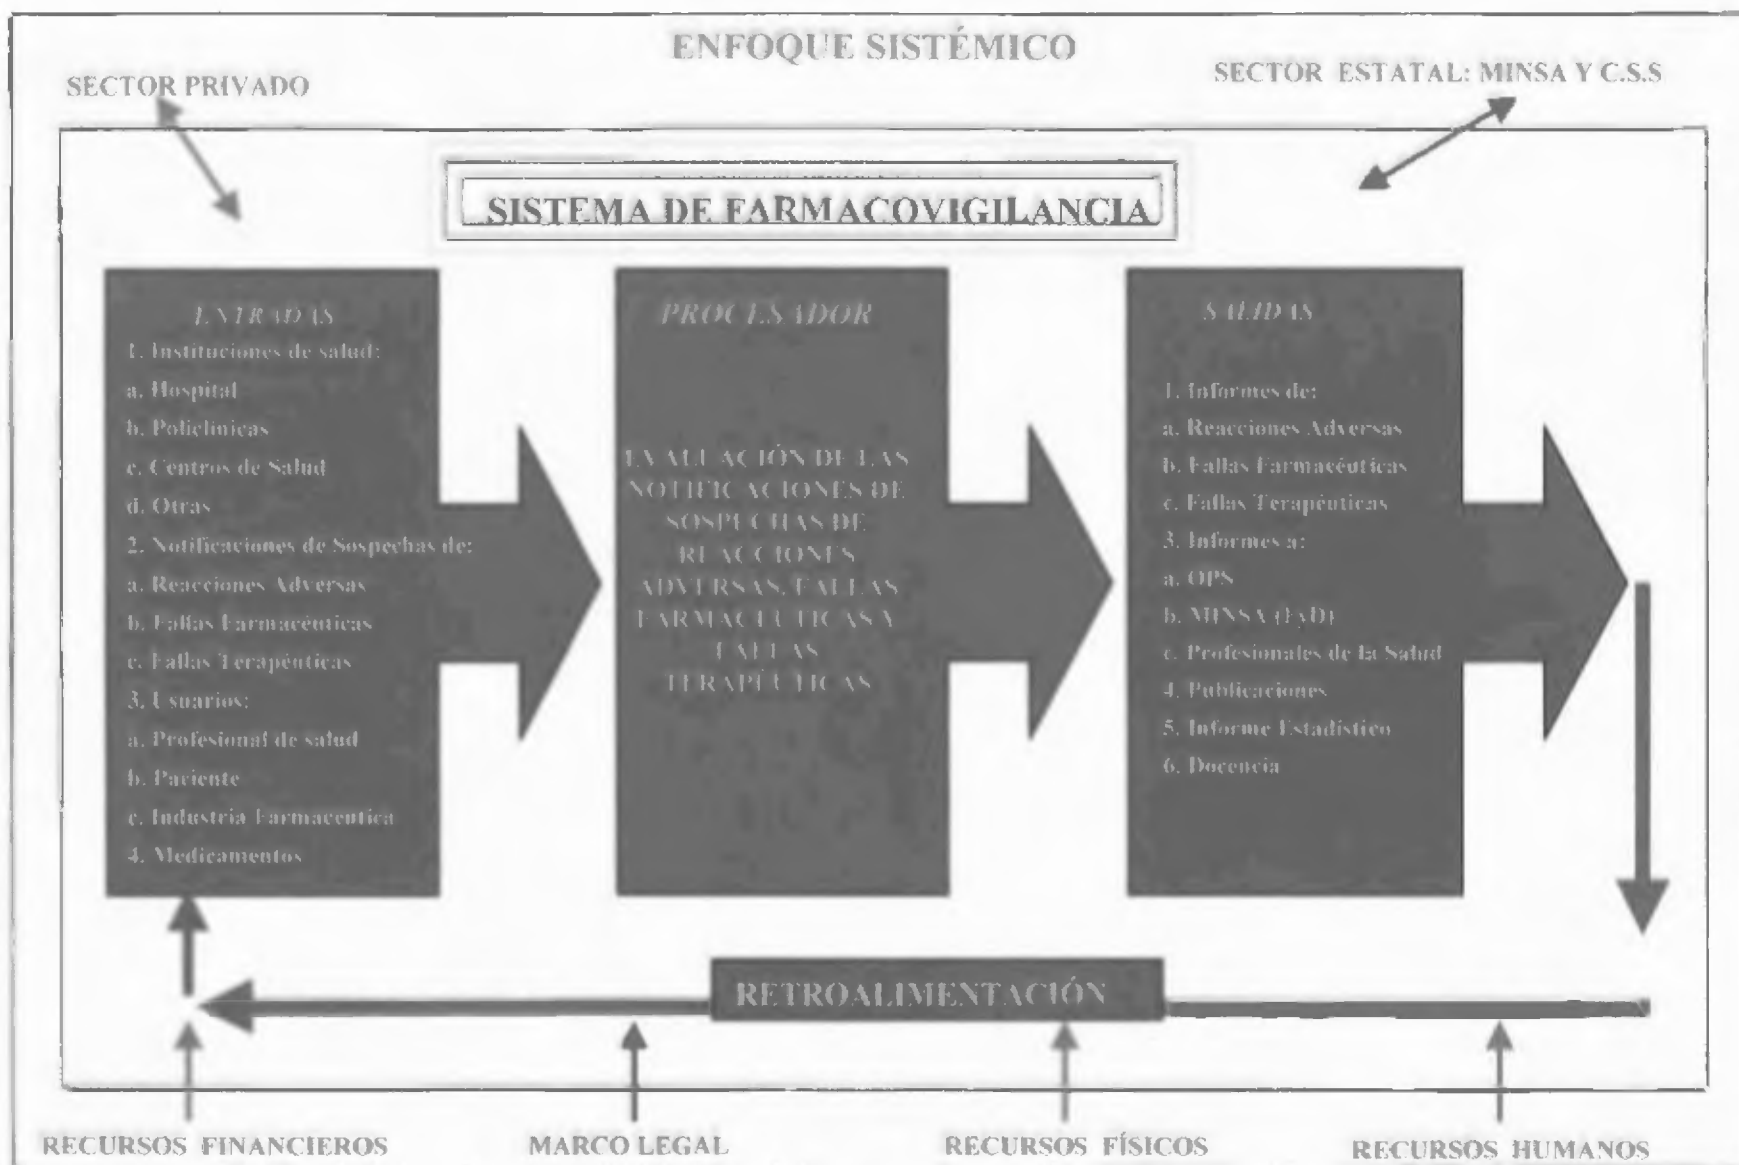 ENFOQUE SISTÉMICO
SECTOR PRIVADO
SECTOR ESTATAL: MINSA Y C.S.S
SISTEMA DE FARMACOVIGILANCIA
ENTRADAS
1. Instituciones de salud:
a. Hospital
b. Policlínicas
c. Centros de Salud
d. Otras
2. Notificaciones de Sospechas de:
a. Reacciones Adversas
b. Fallas Farmacéuticas
c. Fallas Terapéuticas
3. Usuarios:
a. Profesional de salud
b. Paciente
c. Industria Farmaceutica
4. Medicamentos
PROCESADOR
EVALUACIÓN DE LAS
NOTIFICACIONES DE
SOSPECHAS DE
REACCIONES
ADVERSAS, FALLAS
FARMACEUTICAS Y
FALLAS
TERAPÉUTICAS
SALIDAS
1. Informes de:
a. Reacciones Adversas
b. Fallas Farmacéuticas
c. Fallas Terapéuticas
3. Informes a:
a. OPS
b. MINSA (FyD)
c. Profesionales de la Salud
4. Publicaciones
5. Informe Estadístico
6. Docencia
RETROALIMENTACIÓN
RECURSOS FINANCIEROS
MARCO LEGAL
RECURSOS FÍSICOS
RECURSOS HUMANOS